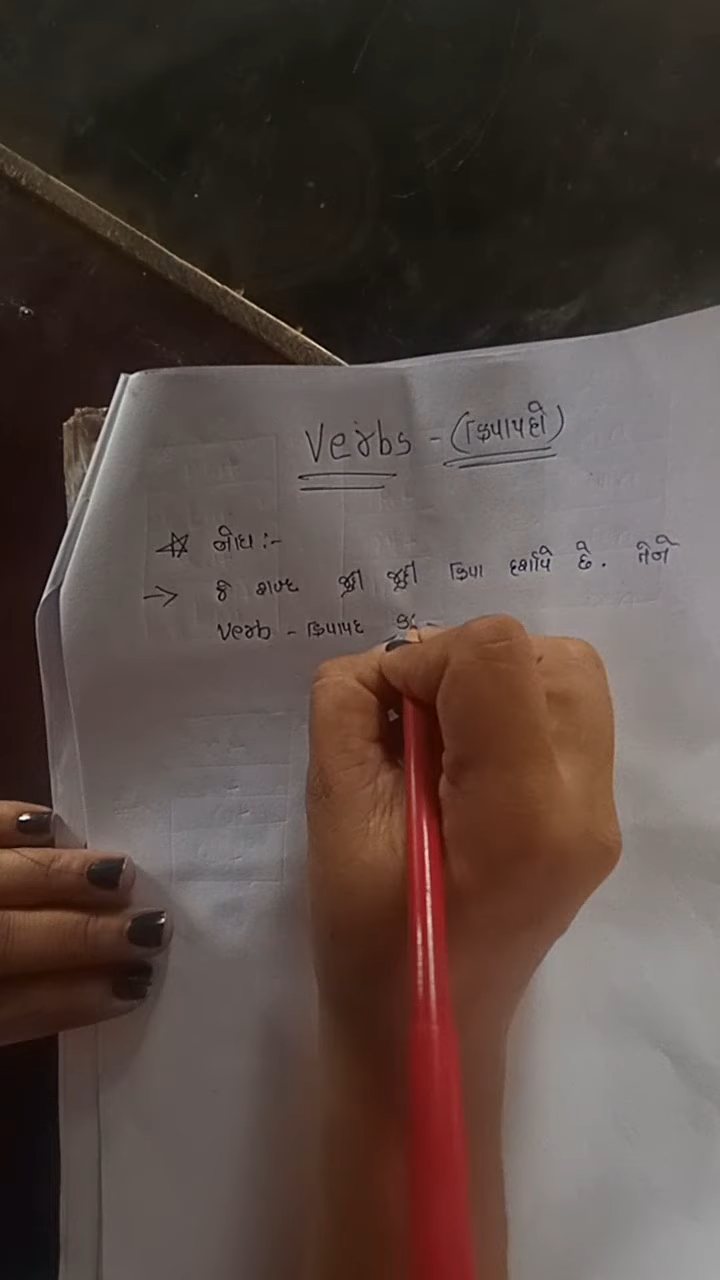 Verbs - (ક્રિયાપદો)
☆ નોંધ :-
→ જે શબ્દ જુદી જુદી ક્રિયા દર્શાવે છે. તેને
Verb - ક્રિયાપદ